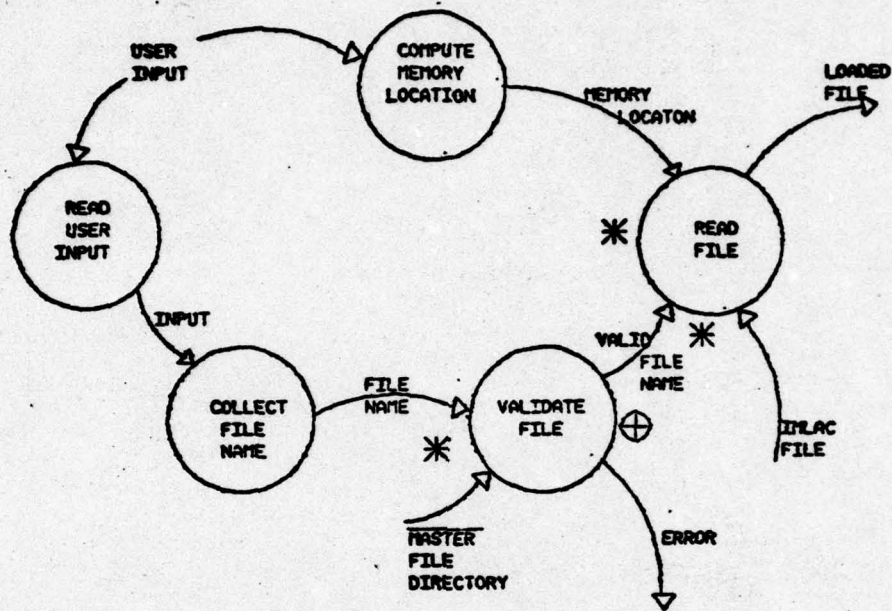 USER
INPUT
COMPUTE
MEMORY
LOCATION
MEMORY
LOCATON
LOADED
FILE
READ
USER
INPUT
READ
FILE
INPUT
VALID
FILE
NAME
COLLECT
FILE
NAME
FILE
NAME
VALIDATE
FILE
IMLAC
FILE
MASTER
FILE
DIRECTORY
ERROR